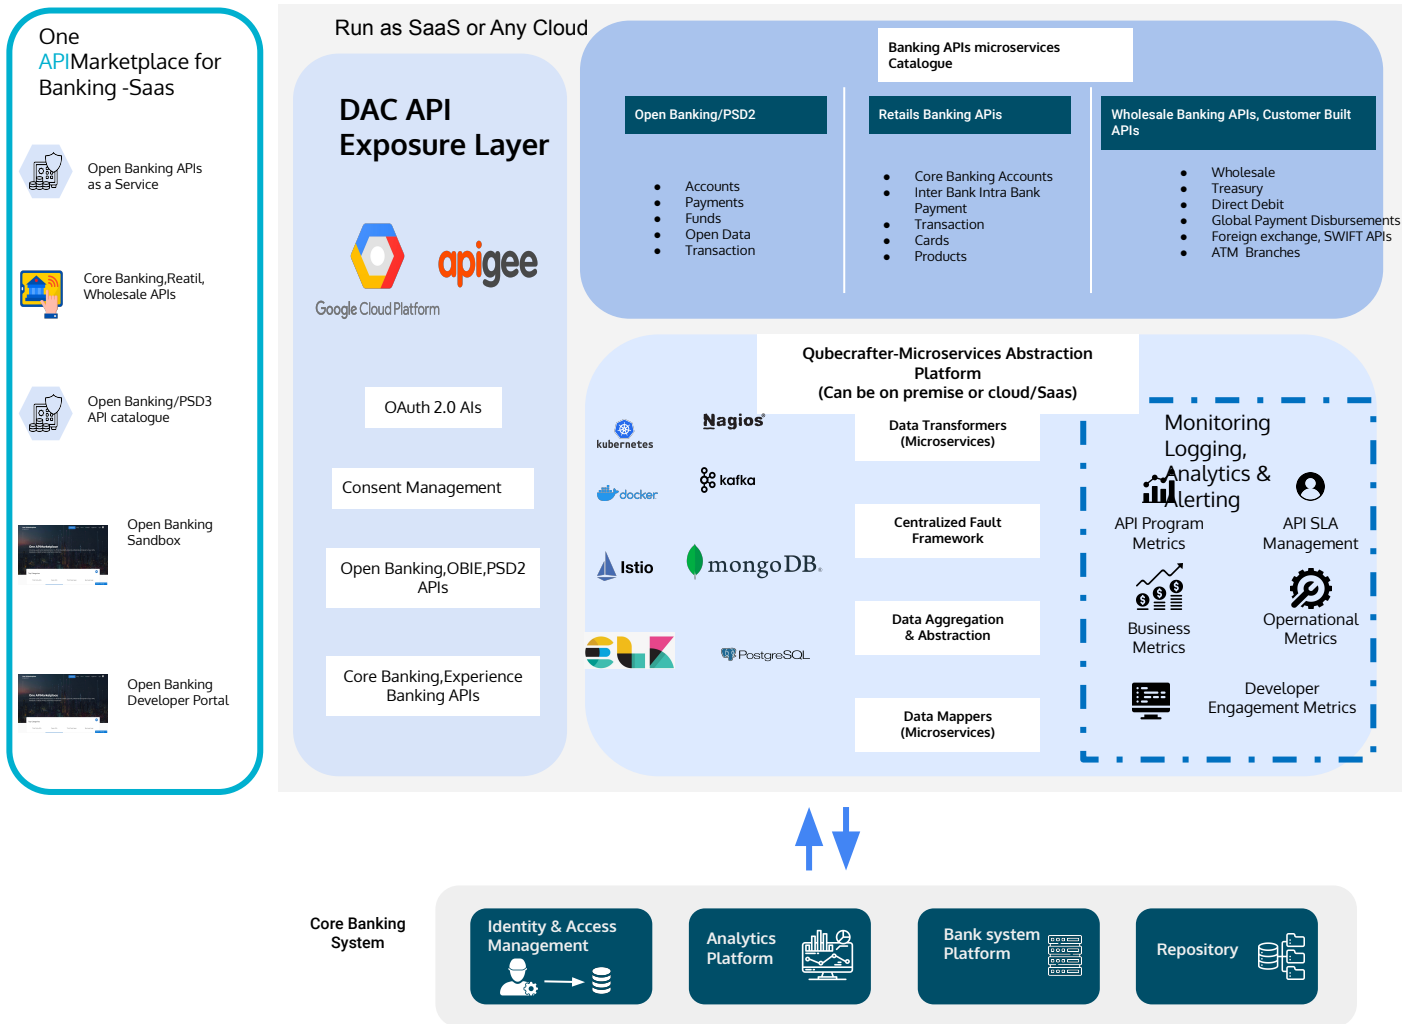 One
APIMarketplace for
Banking -Saas
Open Banking APIs
as a Service
Core Banking,Reatil,
Wholesale APIs
Open Banking/PSD3
API catalogue
Open Banking
Sandbox
Open Banking
Developer Portal
Run as SaaS or Any Cloud
DAC API
Exposure Layer
Google Cloud Platform
apigee
OAuth 2.0 AIs
Consent Management
Open Banking,OBIE,PSD2
APIs
Core Banking,Experience
Banking APIs
Banking APIs microservices
Catalogue
Open Banking/PSD2
● Accounts
● Payments
● Funds
● Open Data
● Transaction
Retails Banking APis
● Core Banking Accounts
● Inter Bank Intra Bank
Payment
● Transaction
● Cards
● Products
Wholesale Banking APIs, Customer Built
APIs
● Wholesale
● Treasury
● Direct Debit
● Global Payment Disbursements
● Foreign exchange, SWIFT APIs
● ATM Branches
Qubecrafter-Microservices Abstraction
Platform
(Can be on premise or cloud/Saas)
kubernetes
Nagios®
docker
kafka
Istio
mongoDB®
ELK
PostgreSQL
Data Transformers
(Microservices)
Centralized Fault
Framework
Data Aggregation
& Abstraction
Data Mappers
(Microservices)
Monitoring
Logging,
Analytics &
Alerting
API Program
Metrics
API SLA
Management
Business
Metrics
Opernational
Metrics
Developer
Engagement Metrics
Core Banking
System
Identity & Access
Management
Analytics
Platform
Bank system
Platform
Repository